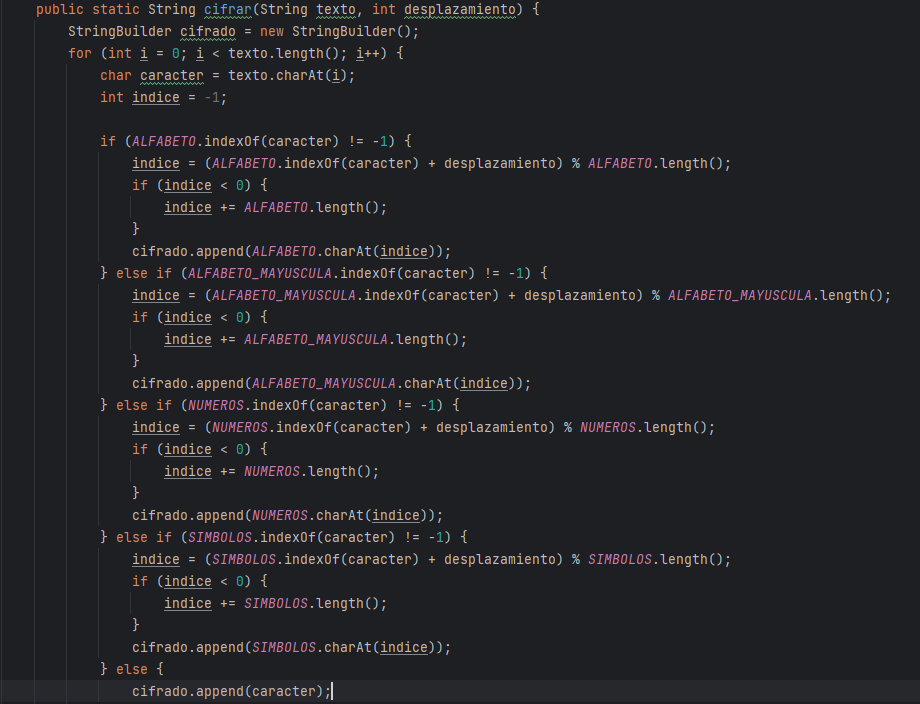 public static String cifrar(String texto, int desplazamiento) {
    StringBuilder cifrado = new StringBuilder();
    for (int i = 0; i < texto.length(); i++) {
        char caracter = texto.charAt(i);
        int indice = -1;

        if (ALFABETO.indexOf(caracter) != -1) {
            indice = (ALFABETO.indexOf(caracter) + desplazamiento) % ALFABETO.length();
            if (indice < 0) {
                indice += ALFABETO.length();
            }
            cifrado.append(ALFABETO.charAt(indice));
        } else if (ALFABETO_MAYUSCULA.indexOf(caracter) != -1) {
            indice = (ALFABETO_MAYUSCULA.indexOf(caracter) + desplazamiento) % ALFABETO_MAYUSCULA.length();
            if (indice < 0) {
                indice += ALFABETO_MAYUSCULA.length();
            }
            cifrado.append(ALFABETO_MAYUSCULA.charAt(indice));
        } else if (NUMEROS.indexOf(caracter) != -1) {
            indice = (NUMEROS.indexOf(caracter) + desplazamiento) % NUMEROS.length();
            if (indice < 0) {
                indice += NUMEROS.length();
            }
            cifrado.append(NUMEROS.charAt(indice));
        } else if (SIMBOLOS.indexOf(caracter) != -1) {
            indice = (SIMBOLOS.indexOf(caracter) + desplazamiento) % SIMBOLOS.length();
            if (indice < 0) {
                indice += SIMBOLOS.length();
            }
            cifrado.append(SIMBOLOS.charAt(indice));
        } else {
            cifrado.append(caracter);